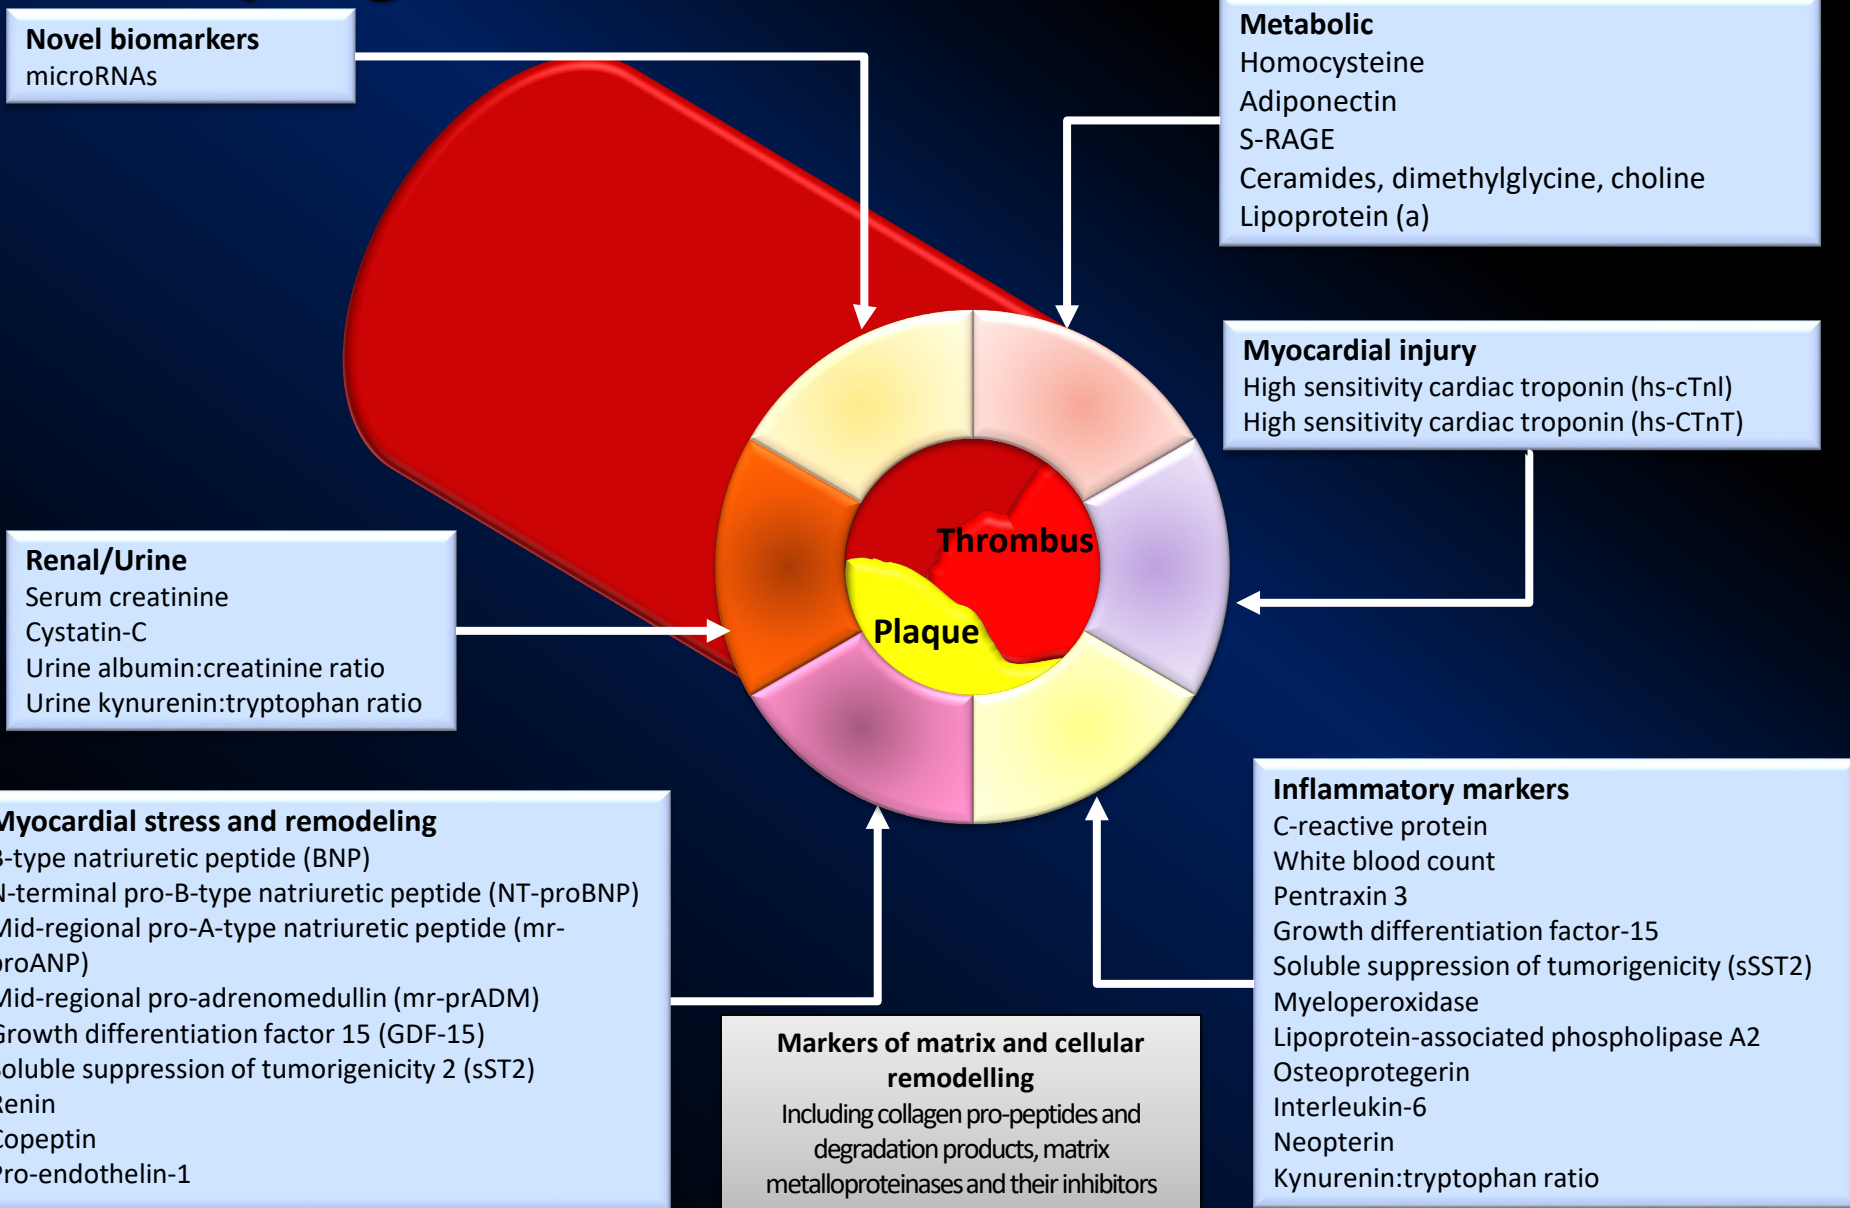 Novel biomarkers
microRNAs
Metabolic
Homocysteine
Adiponectin
S-RAGE
Ceramides, dimethylglycine, choline
Lipoprotein (a)
Myocardial injury
High sensitivity cardiac troponin (hs-cTnl)
High sensitivity cardiac troponin (hs-CTnT)
Thrombus
Plaque
Renal/Urine
Serum creatinine
Cystatin-C
Urine albumin:creatinine ratio
Urine kynurenin:tryptophan ratio
Myocardial stress and remodeling
B-type natriuretic peptide (BNP)
N-terminal pro-B-type natriuretic peptide (NT-proBNP)
Mid-regional pro-A-type natriuretic peptide (mr-
proANP)
Mid-regional pro-adrenomedullin (mr-prADM)
Growth differentiation factor 15 (GDF-15)
Soluble suppression of tumorigenicity 2 (sST2)
Renin
Copeptin
Pro-endothelin-1
Markers of matrix and cellular
remodelling
Including collagen pro-peptides and
degradation products, matrix
metalloproteinases and their inhibitors
Inflammatory markers
C-reactive protein
White blood count
Pentraxin 3
Growth differentiation factor-15
Soluble suppression of tumorigenicity (sSST2)
Myeloperoxidase
Lipoprotein-associated phospholipase A2
Osteoprotegerin
Interleukin-6
Neopterin
Kynurenin:tryptophan ratio